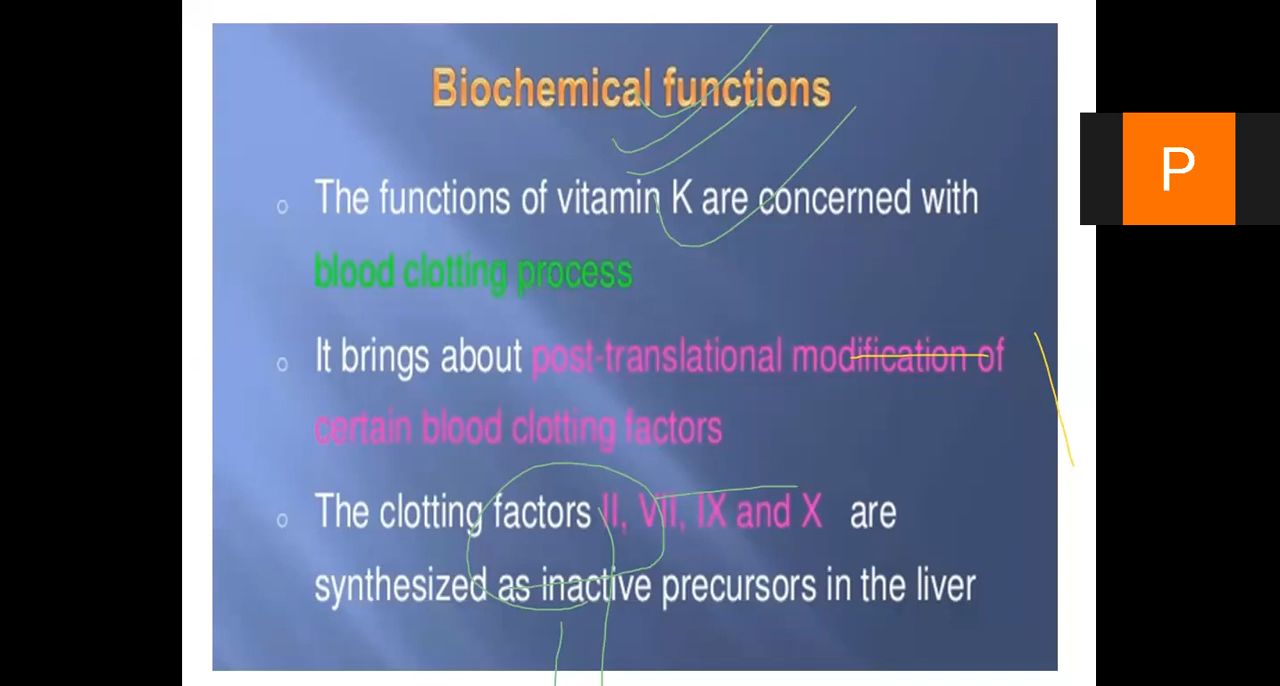 Biochemical functions
The functions of vitamin K are concerned with
blood clotting process
It brings about post-translational modification of
certain blood clotting factors
The clotting factors II, VII, IX and X are
synthesized as inactive precursors in the liver
P